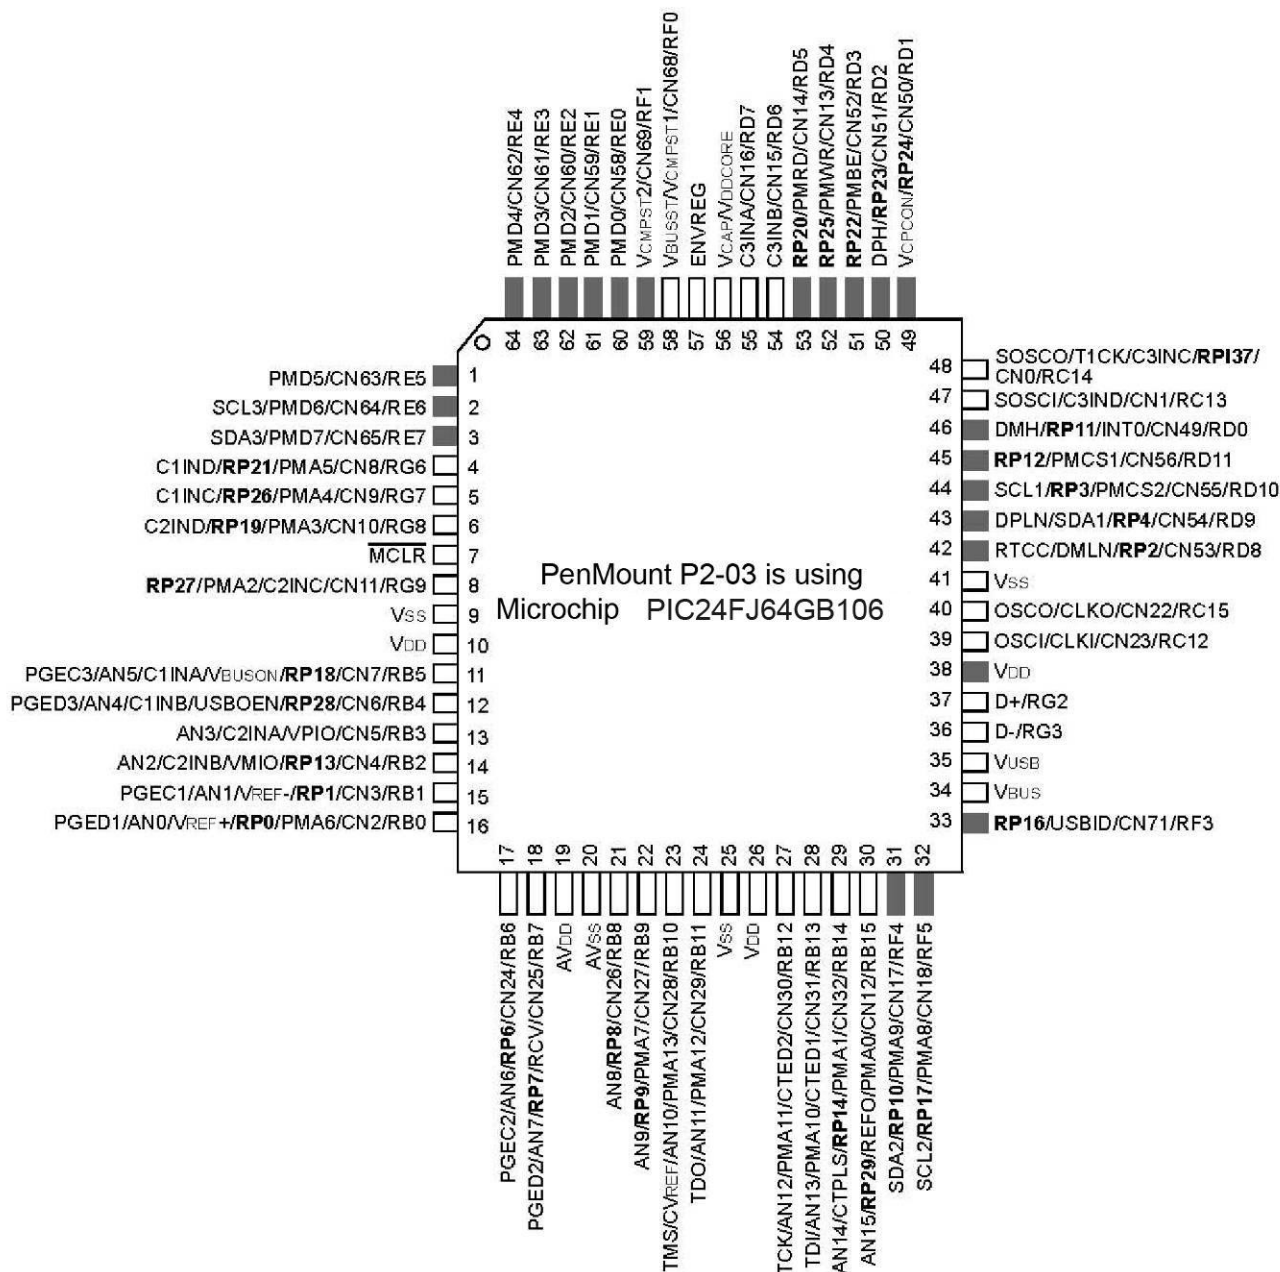 PMD4/CN62/RE4
PMD3/CN61/RE3
PMD2/CN60/RE2
PMD1/CN59/RE1
PMD0/CN58/RE0
VCMPST2/CN69/RF1
VBUSST/VCMPST1/CN68/RF0
ENVREG
VCAP/VDDCORE
C3INA/CN16/RD7
C3INB/CN15/RD6
RP20/PMRD/CN14/RD5
RP25/PMWR/CN13/RD4
RP22/PMBE/CN52/RD3
DPH/RP23/CN51/RD2
VCPCON/RP24/CN50/RD1
64 63 62 61 60 59 58 57 56 55 54 53 52 51 50 49
PMD5/CN63/RE5 1
SCL3/PMD6/CN64/RE6 2
SDA3/PMD7/CN65/RE7 3
C1IND/RP21/PMA5/CN8/RG6 4
C1INC/RP26/PMA4/CN9/RG7 5
C2IND/RP19/PMA3/CN10/RG8 6
MCLR 7
RP27/PMA2/C2INC/CN11/RG9 8
VSS 9
VDD 10
PGEC3/AN5/C1INA/VBUSON/RP18/CN7/RB5 11
PGED3/AN4/C1INB/USBOEN/RP28/CN6/RB4 12
AN3/C2INA/VPIO/CN5/RB3 13
AN2/C2INB/VMIO/RP13/CN4/RB2 14
PGEC1/AN1/VREF-/RP1/CN3/RB1 15
PGED1/AN0/VREF+/RP0/PMA6/CN2/RB0 16
PenMount P2-03 is using
Microchip PIC24FJ64GB106
48 SOSCO/T1CK/C3INC/RPI37/
CN0/RC14
47 SOSCI/C3IND/CN1/RC13
46 DMH/RP11/INT0/CN49/RD0
45 RP12/PMCS1/CN56/RD11
44 SCL1/RP3/PMCS2/CN55/RD10
43 DPLN/SDA1/RP4/CN54/RD9
42 RTCC/DMLN/RP2/CN53/RD8
41 VSS
40 OSCO/CLKO/CN22/RC15
39 OSCI/CLKI/CN23/RC12
38 VDD
37 D+/RG2
36 D-/RG3
35 VUSB
34 VBUS
33 RP16/USBID/CN71/RF3
17 18 19 20 21 22 23 24 25 26 27 28 29 30 31 32
PGEC2/AN6/RP6/CN24/RB6
PGED2/AN7/RP7/RCV/CN25/RB7
AVDD
AVSS
AN8/RP8/CN26/RB8
AN9/RP9/PMA7/CN27/RB9
TMS/CVREF/AN10/PMA13/CN28/RB10
TDO/AN11/PMA12/CN29/RB11
VSS
VDD
TCK/AN12/PMA11/CTED2/CN30/RB12
TDI/AN13/PMA10/CTED1/CN31/RB13
AN14/CTPLS/RP14/PMA1/CN32/RB14
AN15/RP29/REFO/PMA0/CN12/RB15
SDA2/RP10/PMA9/CN17/RF4
SCL2/RP17/PMA8/CN18/RF5